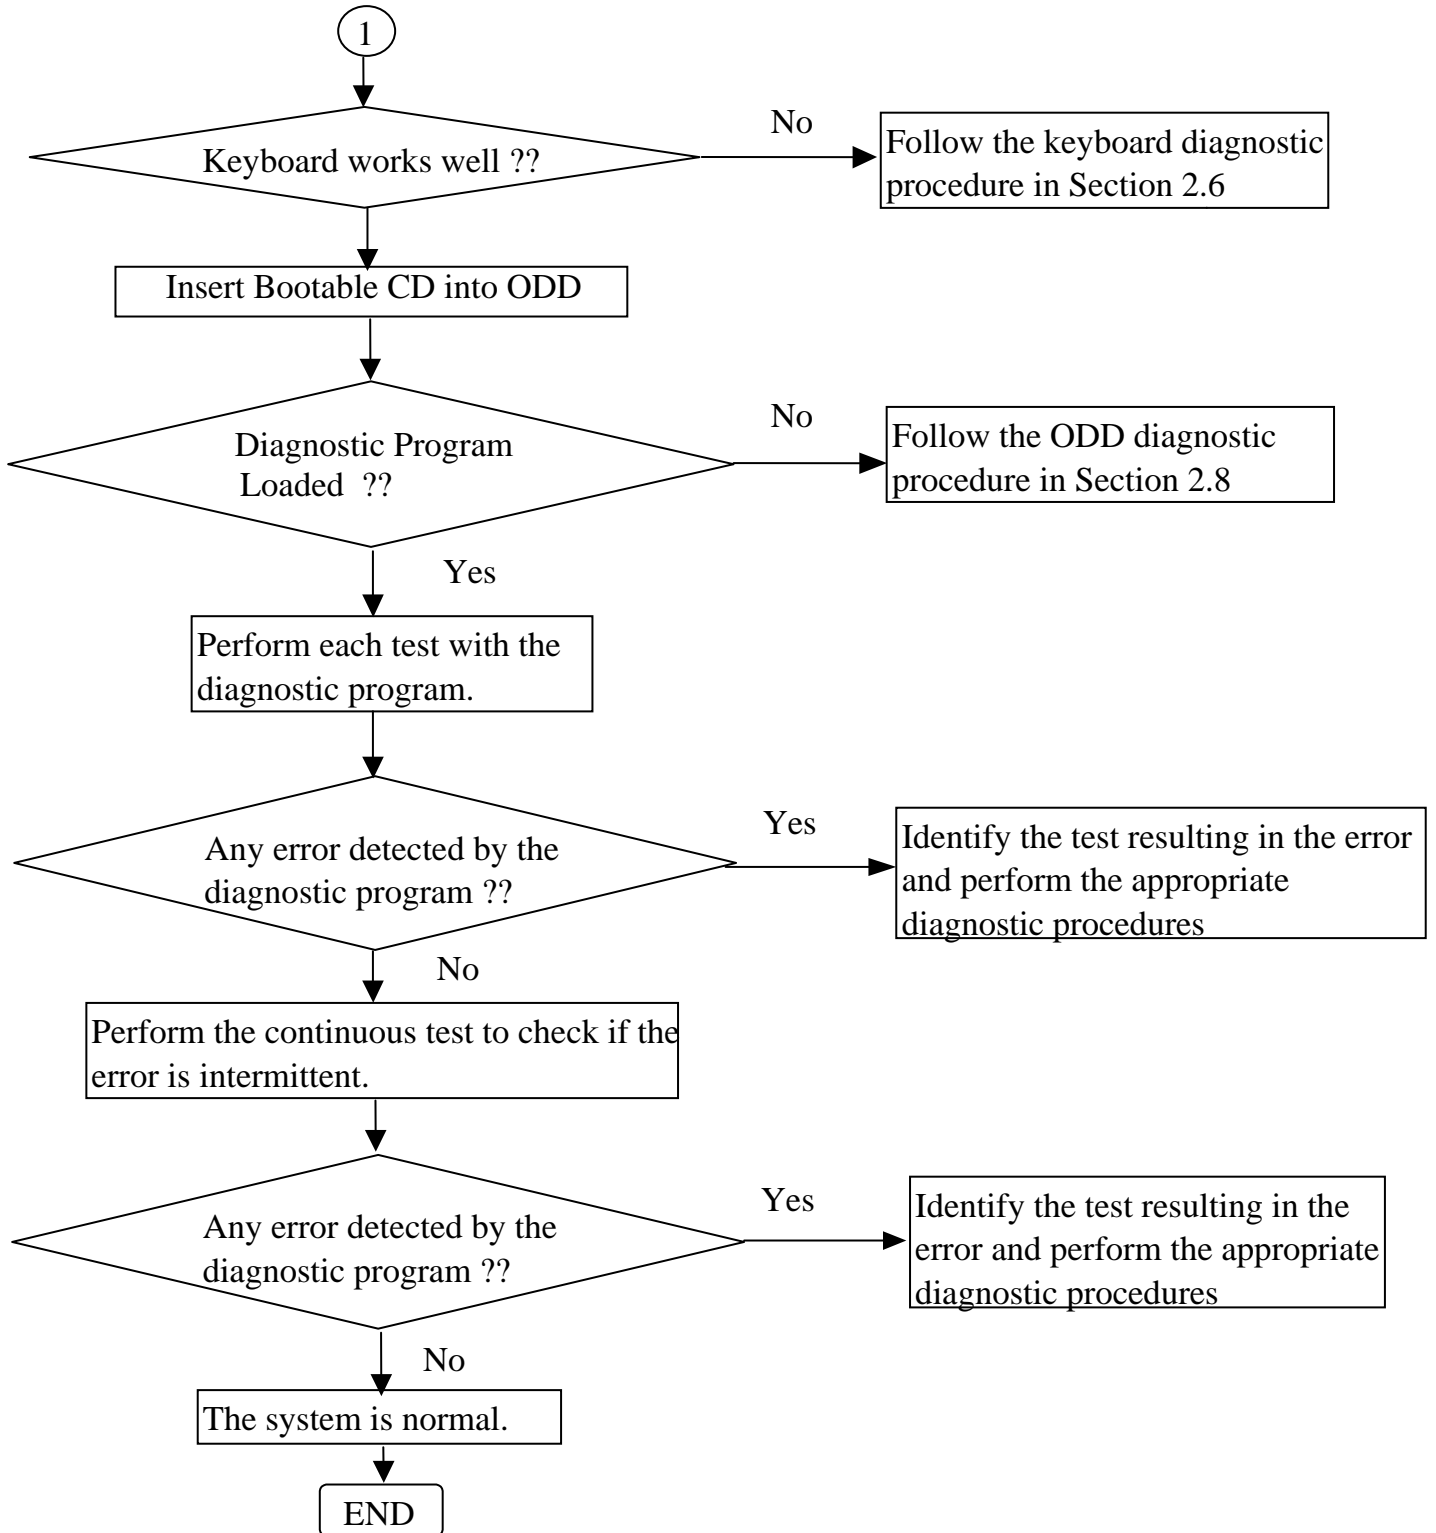 1
Keyboard works well ??
No
Follow the keyboard diagnostic
procedure in Section 2.6
Insert Bootable CD into ODD
Diagnostic Program
Loaded ??
No
Follow the ODD diagnostic
procedure in Section 2.8
Yes
Perform each test with the
diagnostic program.
Any error detected by the
diagnostic program ??
Yes
Identify the test resulting in the error
and perform the appropriate
diagnostic procedures
No
Perform the continuous test to check if the
error is intermittent.
Any error detected by the
diagnostic program ??
Yes
Identify the test resulting in the
error and perform the appropriate
diagnostic procedures
No
The system is normal.
END